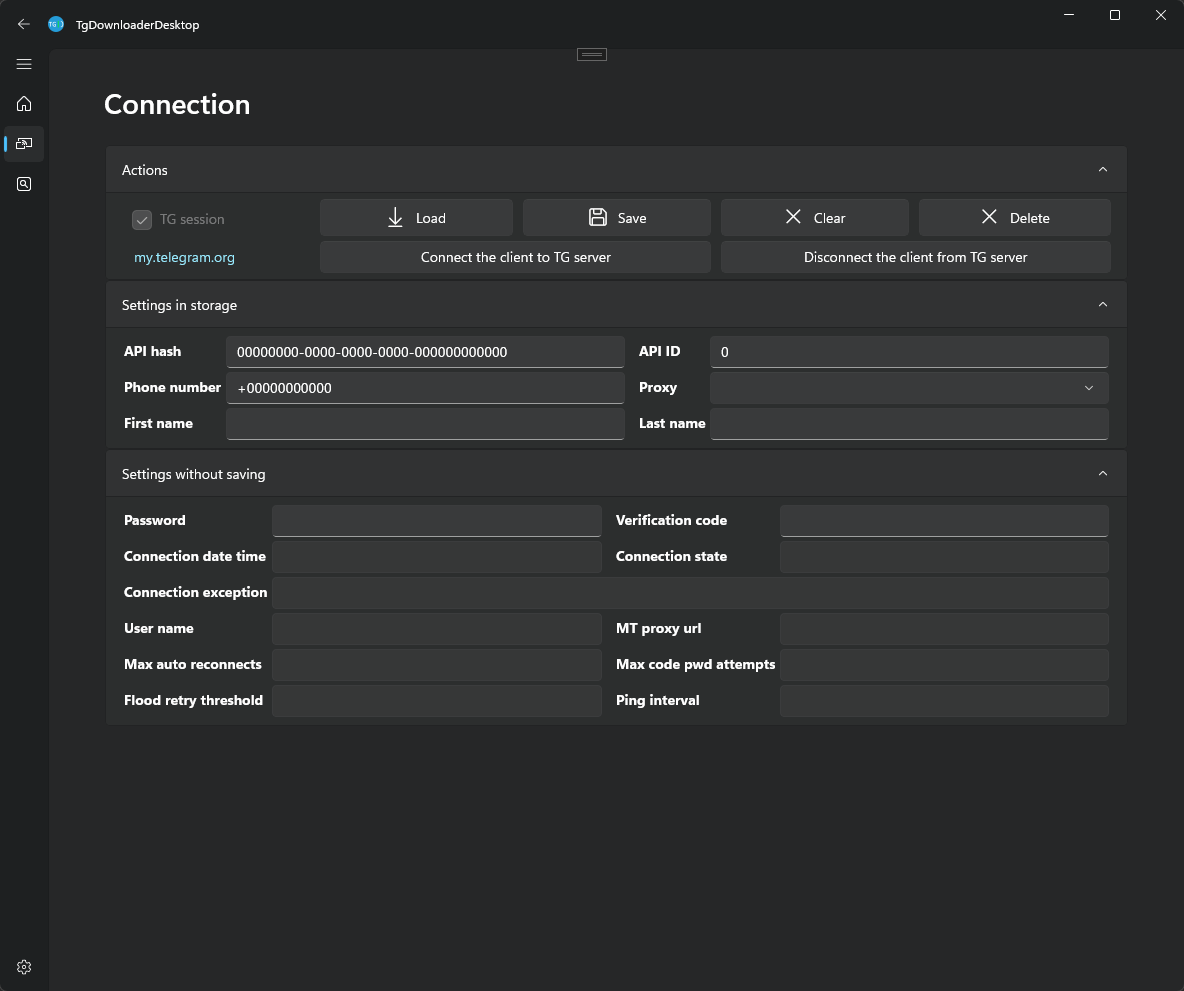 TgDownloaderDesktop
Connection
Actions
TG session Load Save Clear Delete
my.telegram.org Connect the client to TG server Disconnect the client from TG server
Settings in storage
API hash 00000000-0000-0000-0000-000000000000 API ID 0
Phone number +00000000000 Proxy
First name Last name
Settings without saving
Password Verification code
Connection date time Connection state
Connection exception
User name MT proxy url
Max auto reconnects Max code pwd attempts
Flood retry threshold Ping interval